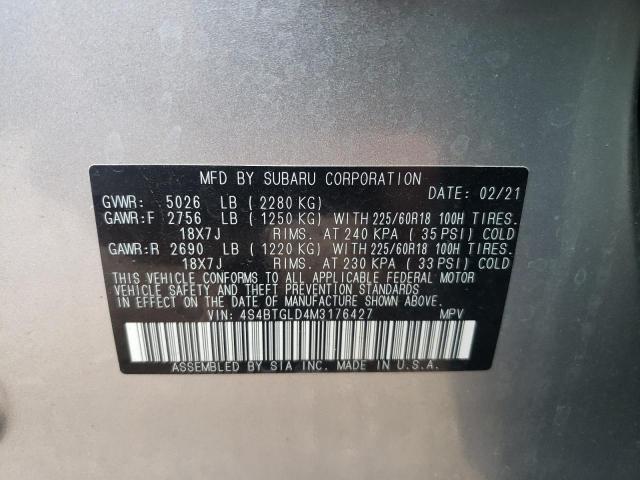 MFD BY SUBARU CORPORATION
DATE: 02/21
GVWR: 5026 LB (2280 KG)
GAWR:F 2756 LB (1250 KG) WITH 225/60R18 100H TIRES.
18X7J RIMS. AT 240 KPA (35 PSI) COLD
GAWR:R 2690 LB (1220 KG) WITH 225/60R18 100H TIRES.
18X7J RIMS. AT 230 KPA (33 PSI) COLD
THIS VEHICLE CONFORMS TO ALL APPLICABLE FEDERAL MOTOR
VEHICLE SAFETY AND THEFT PREVENTION STANDARDS
IN EFFECT ON THE DATE OF MANUFACTURE SHOWN ABOVE.
VIN: 4S4BTGLD4M3176427 MPV
ASSEMBLED BY SIA INC. MADE IN U.S.A.